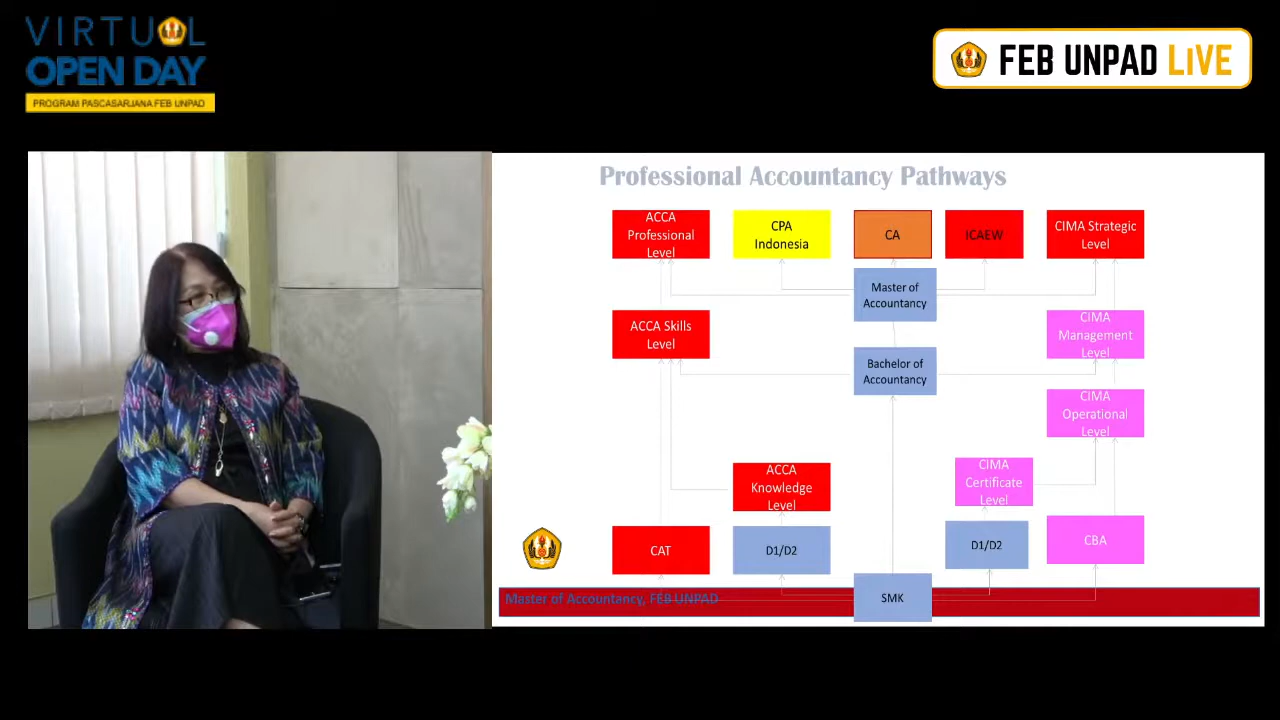 VIRTUAL
OPEN DAY
PROGRAM PASCASARJANA FEB UNPAD
FEB UNPAD LIVE
Professional Accountancy Pathways
ACCA
Professional
Level
CPA
Indonesia
CA
ICAEW
CIMA Strategic
Level
Master of
Accountancy
ACCA Skills
Level
CIMA
Management
Level
Bachelor of
Accountancy
CIMA
Operational
Level
ACCA
Knowledge
Level
CIMA
Certificate
Level
CAT
D1/D2
D1/D2
CBA
SMK
Master of Accountancy, FEB UNPAD